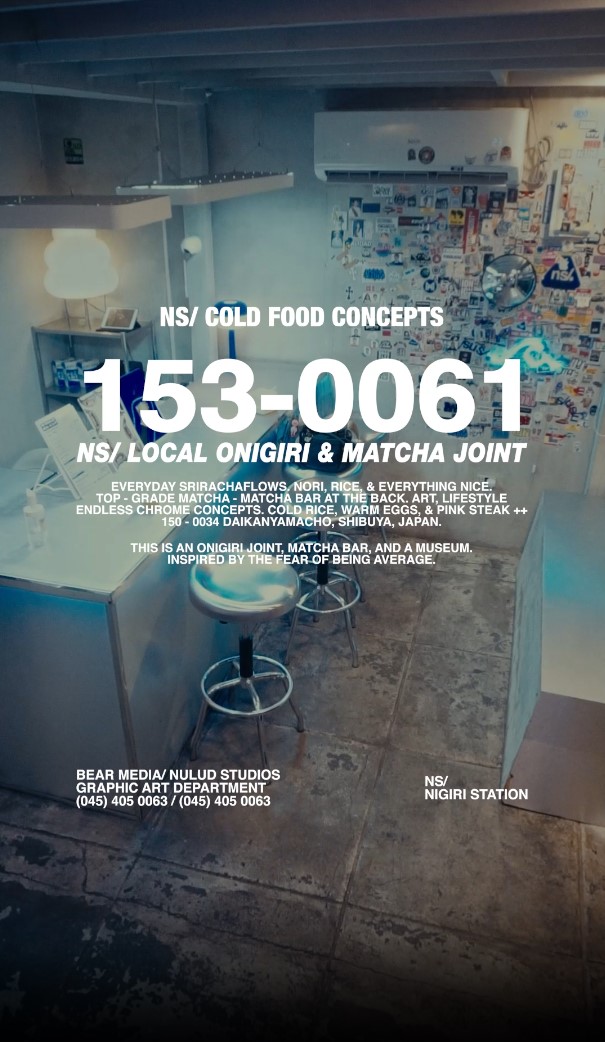 NS/ COLD FOOD CONCEPTS
153-0061
NS/ LOCAL ONIGIRI & MATCHA JOINT
EVERYDAY SRIRACHAFLOWS. NORI, RICE, & EVERYTHING NICE.
TOP - GRADE MATCHA - MATCHA BAR AT THE BACK. ART, LIFESTYLE
ENDLESS CHROME CONCEPTS. COLD RICE, WARM EGGS, & PINK STEAK ++
150 - 0034 DAIKANYAMACHO, SHIBUYA, JAPAN.
THIS IS AN ONIGIRI JOINT, MATCHA BAR, AND A MUSEUM.
INSPIRED BY THE FEAR OF BEING AVERAGE.
BEAR MEDIA/ NULUD STUDIOS
GRAPHIC ART DEPARTMENT
(045) 405 0063 / (045) 405 0063
NS/
NIGIRI STATION
ns/